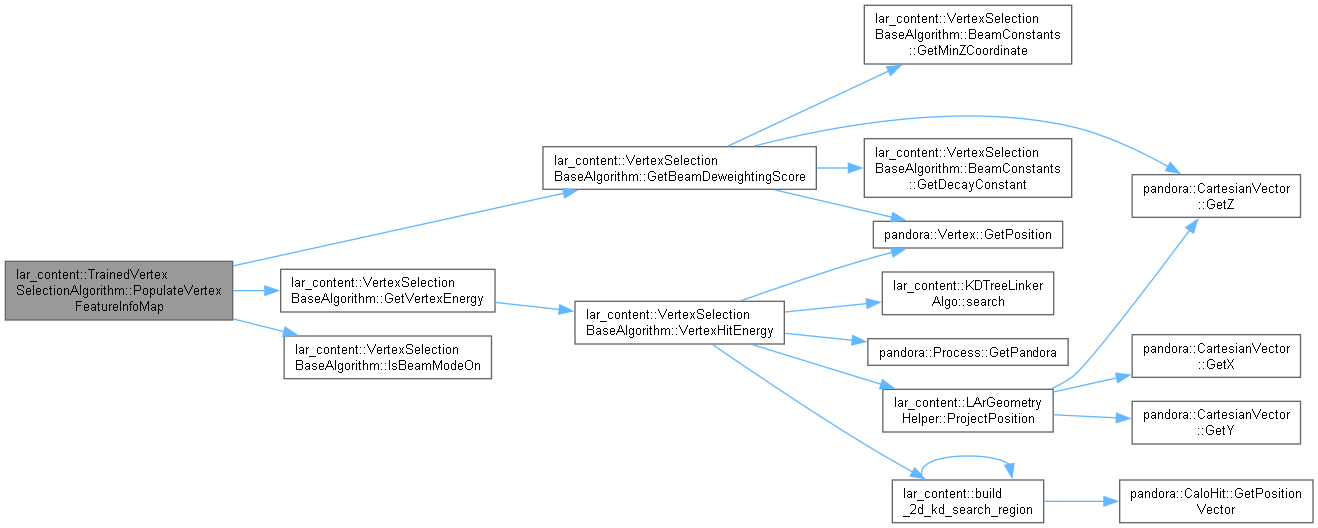 lar_content::TrainedVertex
SelectionAlgorithm::PopulateVertex
FeatureInfoMap
lar_content::VertexSelection
BaseAlgorithm::GetBeamDeweightingScore
lar_content::VertexSelection
BaseAlgorithm::BeamConstants
::GetMinZCoordinate
lar_content::VertexSelection
BaseAlgorithm::BeamConstants
::GetDecayConstant
pandora::CartesianVector
::GetZ
pandora::Vertex::GetPosition
lar_content::VertexSelection
BaseAlgorithm::GetVertexEnergy
lar_content::VertexSelection
BaseAlgorithm::VertexHitEnergy
lar_content::KDTreeLinker
Algo::search
pandora::Process::GetPandora
lar_content::LArGeometry
Helper::ProjectPosition
pandora::CartesianVector
::GetX
pandora::CartesianVector
::GetY
lar_content::build
_2d_kd_search_region
pandora::CaloHit::GetPosition
Vector
lar_content::VertexSelection
BaseAlgorithm::IsBeamModeOn